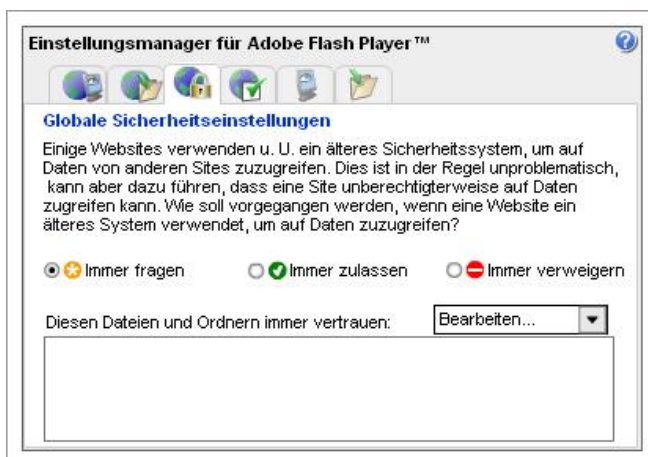 Einstellungsmanager für Adobe Flash Player™
Globale Sicherheitseinstellungen
Einige Websites verwenden u. U. ein älteres Sicherheitssystem, um auf
Daten von anderen Sites zuzugreifen. Dies ist in der Regel unproblematisch,
kann aber dazu führen, dass eine Site unberechtigterweise auf Daten
zugreifen kann. Wie soll vorgegangen werden, wenn eine Website ein
älteres System verwendet, um auf Daten zuzugreifen?
Immer fragen Immer zulassen Immer verweigern
Diesen Dateien und Ordnern immer vertrauen: Bearbeiten...